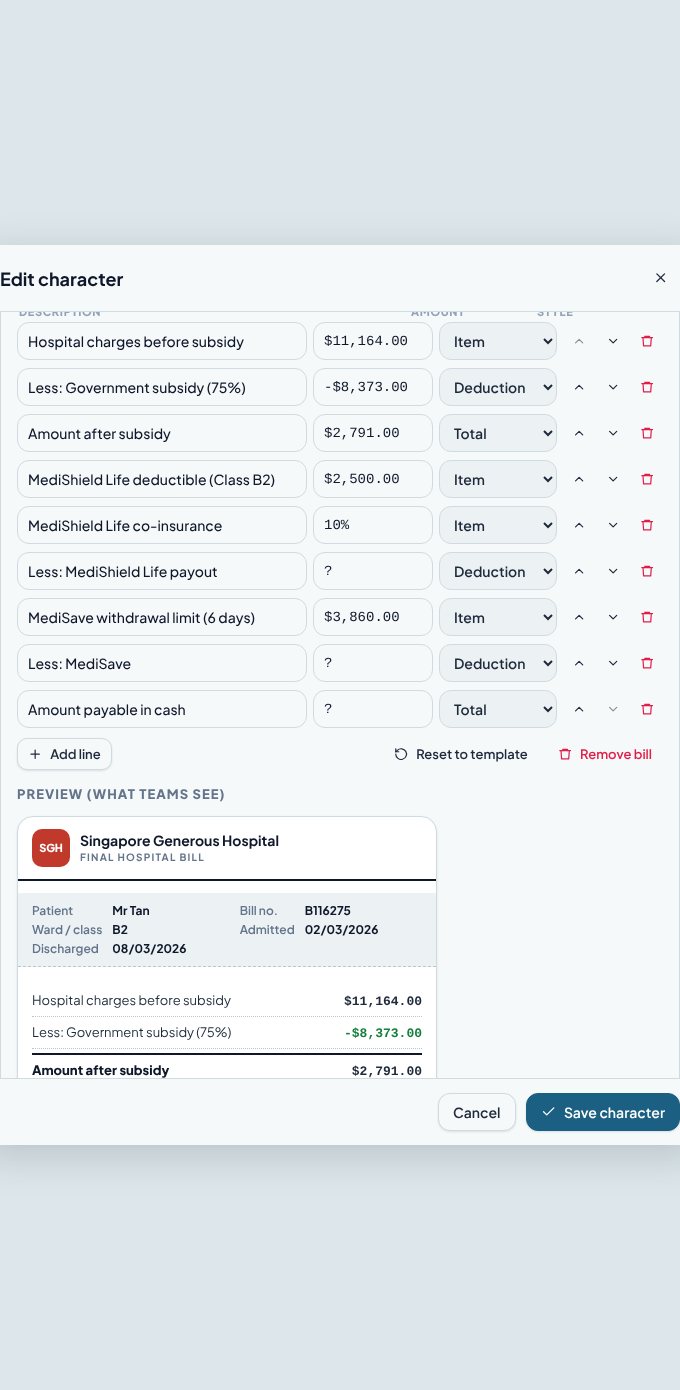 Edit character ×
DESCRIPTION AMOUNT STYLE
Hospital charges before subsidy $11,164.00 Item
Less: Government subsidy (75%) -$8,373.00 Deduction
Amount after subsidy $2,791.00 Total
MediShield Life deductible (Class B2) $2,500.00 Item
MediShield Life co-insurance 10% Item
Less: MediShield Life payout ? Deduction
MediSave withdrawal limit (6 days) $3,860.00 Item
Less: MediSave ? Deduction
Amount payable in cash ? Total
+ Add line Reset to template Remove bill
PREVIEW (WHAT TEAMS SEE)
SGH Singapore Generous Hospital
FINAL HOSPITAL BILL
Patient Mr Tan Bill no. B116275
Ward / class B2 Admitted 02/03/2026
Discharged 08/03/2026
Hospital charges before subsidy $11,164.00
Less: Government subsidy (75%) -$8,373.00
Amount after subsidy $2,791.00
Cancel Save character